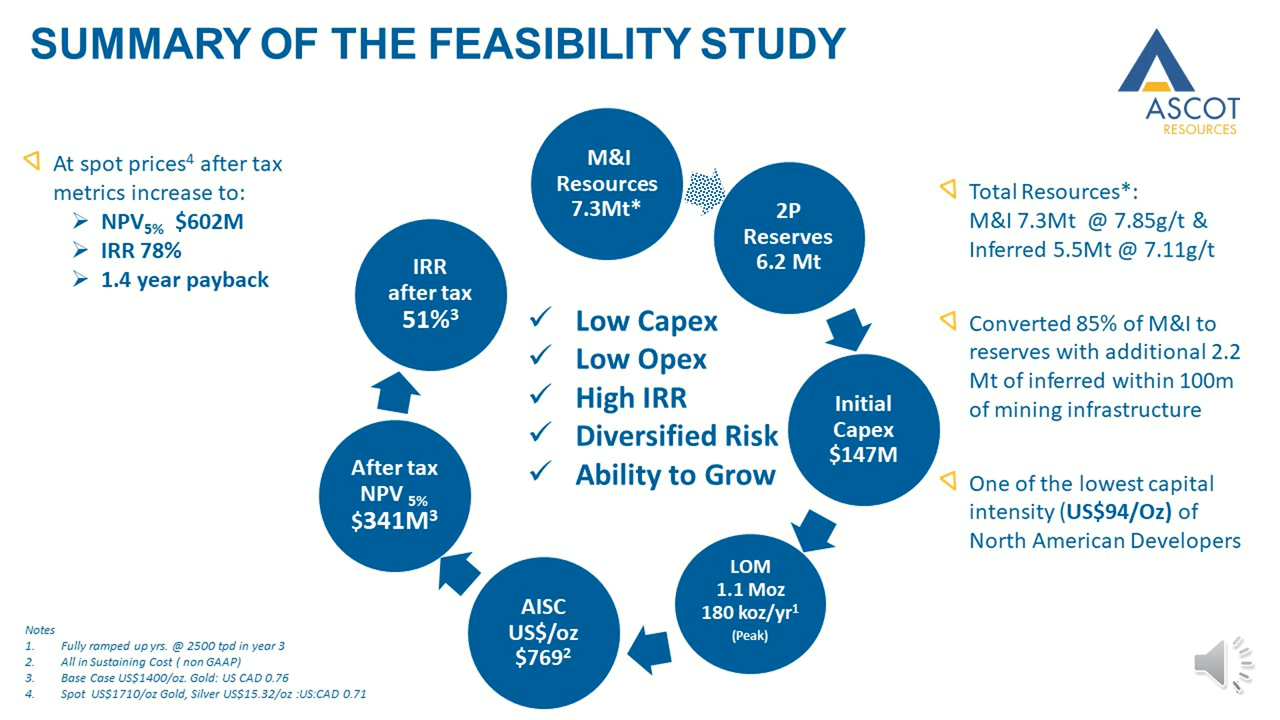 SUMMARY OF THE FEASIBILITY STUDY
ASCOT
RESOURCES
At spot prices⁴ after tax
metrics increase to:
NPV5% $602M
IRR 78%
1.4 year payback
M&I
Resources
7.3Mt*
2P
Reserves
6.2 Mt
Initial
Capex
$147M
LOM
1.1 Moz
180 koz/yr¹
(Peak)
AISC
US$/oz
$769²
After tax
NPV 5%
$341M³
IRR
after tax
51%³
✓ Low Capex
✓ Low Opex
✓ High IRR
✓ Diversified Risk
✓ Ability to Grow
Total Resources*:
M&I 7.3Mt @ 7.85g/t &
Inferred 5.5Mt @ 7.11g/t
Converted 85% of M&I to
reserves with additional 2.2
Mt of inferred within 100m
of mining infrastructure
One of the lowest capital
intensity (US$94/Oz) of
North American Developers
Notes
1. Fully ramped up yrs. @ 2500 tpd in year 3
2. All in Sustaining Cost ( non GAAP)
3. Base Case US$1400/oz. Gold: US CAD 0.76
4. Spot US$1710/oz Gold, Silver US$15.32/oz :US:CAD 0.71